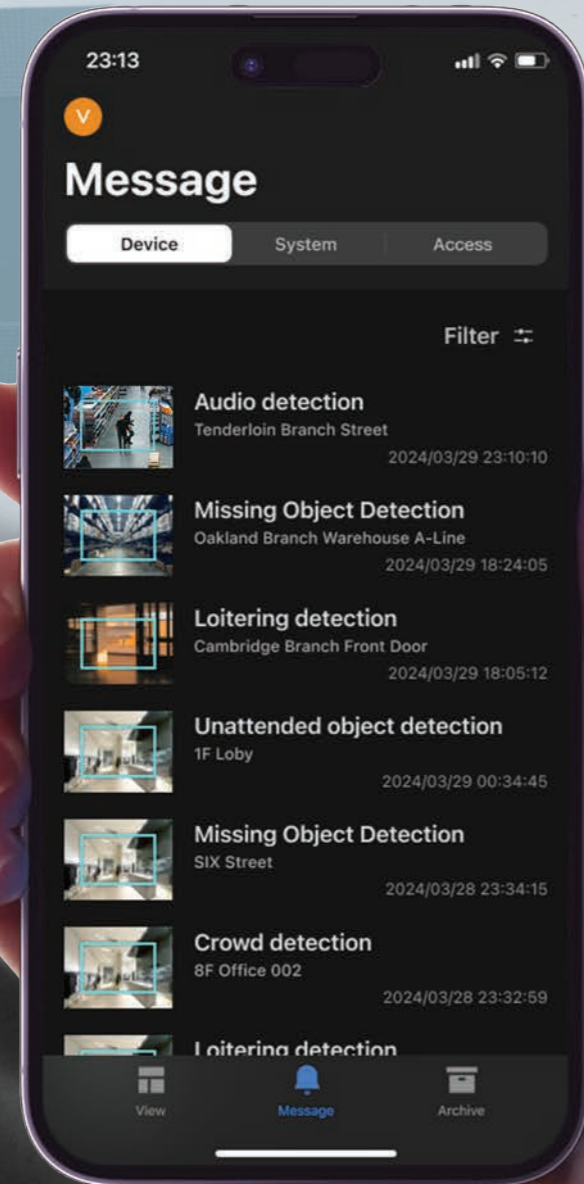 23:13
V
Message
Device
System
Access
Filter
Audio detection
Tenderloin Branch Street
2024/03/29 23:10:10
Missing Object Detection
Oakland Branch Warehouse A-Line
2024/03/29 18:24:05
Loitering detection
Cambridge Branch Front Door
2024/03/29 18:05:12
Unattended object detection
1F Loby
2024/03/29 00:34:45
Missing Object Detection
SIX Street
2024/03/28 23:34:15
Crowd detection
8F Office 002
2024/03/28 23:32:59
Loitering detection
View
Message
Archive